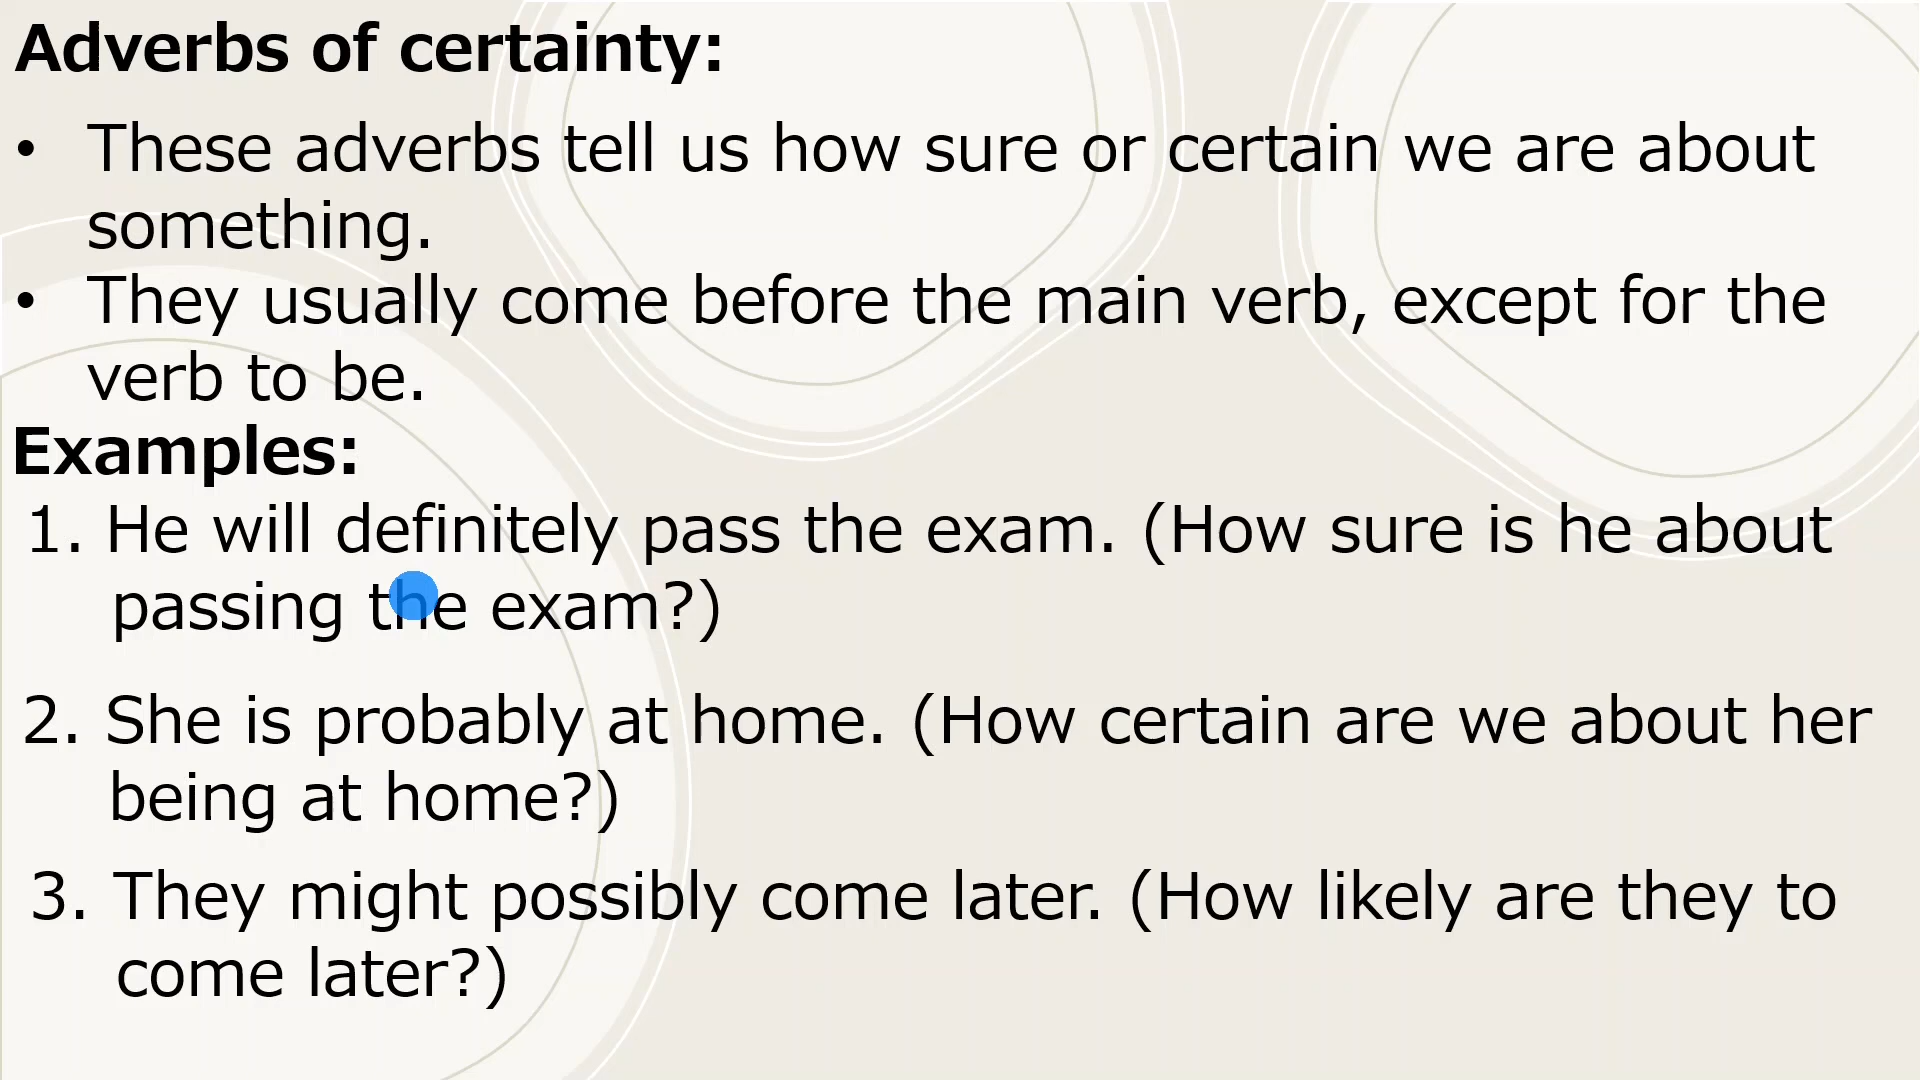 Adverbs of certainty:
• These adverbs tell us how sure or certain we are about
something.
• They usually come before the main verb, except for the
verb to be.
Examples:
1. He will definitely pass the exam. (How sure is he about
passing the exam?)
2. She is probably at home. (How certain are we about her
being at home?)
3. They might possibly come later. (How likely are they to
come later?)